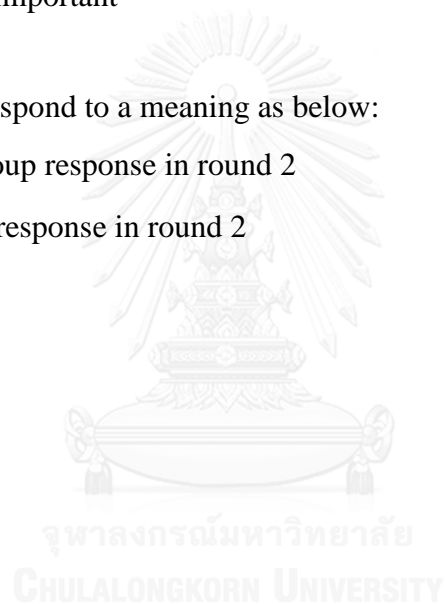 important
spond to a meaning as below:
oup response in round 2
response in round 2
จุฬาลงกรณ์มหาวิทยาลัย
CHULALONGKORN UNIVERSITY